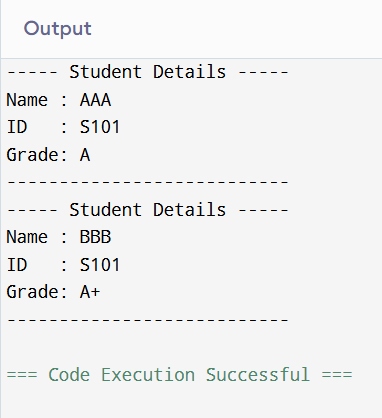 Output
----- Student Details -----
Name : AAA
ID   : S101
Grade: A
---------------------------
----- Student Details -----
Name : BBB
ID   : S101
Grade: A+
---------------------------
=== Code Execution Successful ===